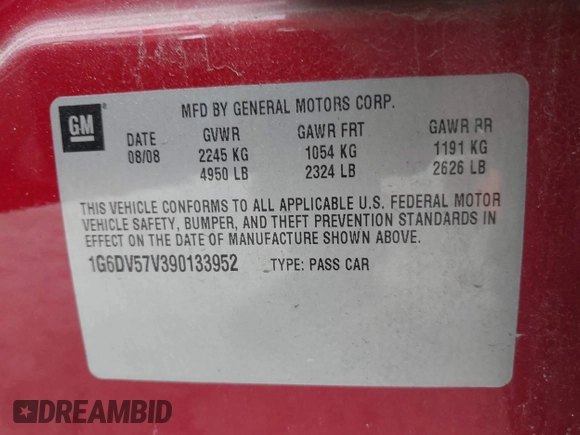 GM
MFD BY GENERAL MOTORS CORP.
DATE GVWR GAWR FRT GAWR RR
08/08 2245 KG 1054 KG 1191 KG
4950 LB 2324 LB 2626 LB
THIS VEHICLE CONFORMS TO ALL APPLICABLE U.S. FEDERAL MOTOR
VEHICLE SAFETY, BUMPER, AND THEFT PREVENTION STANDARDS IN
EFFECT ON THE DATE OF MANUFACTURE SHOWN ABOVE.
1G6DV57V390133952 TYPE: PASS CAR
DREAMBID